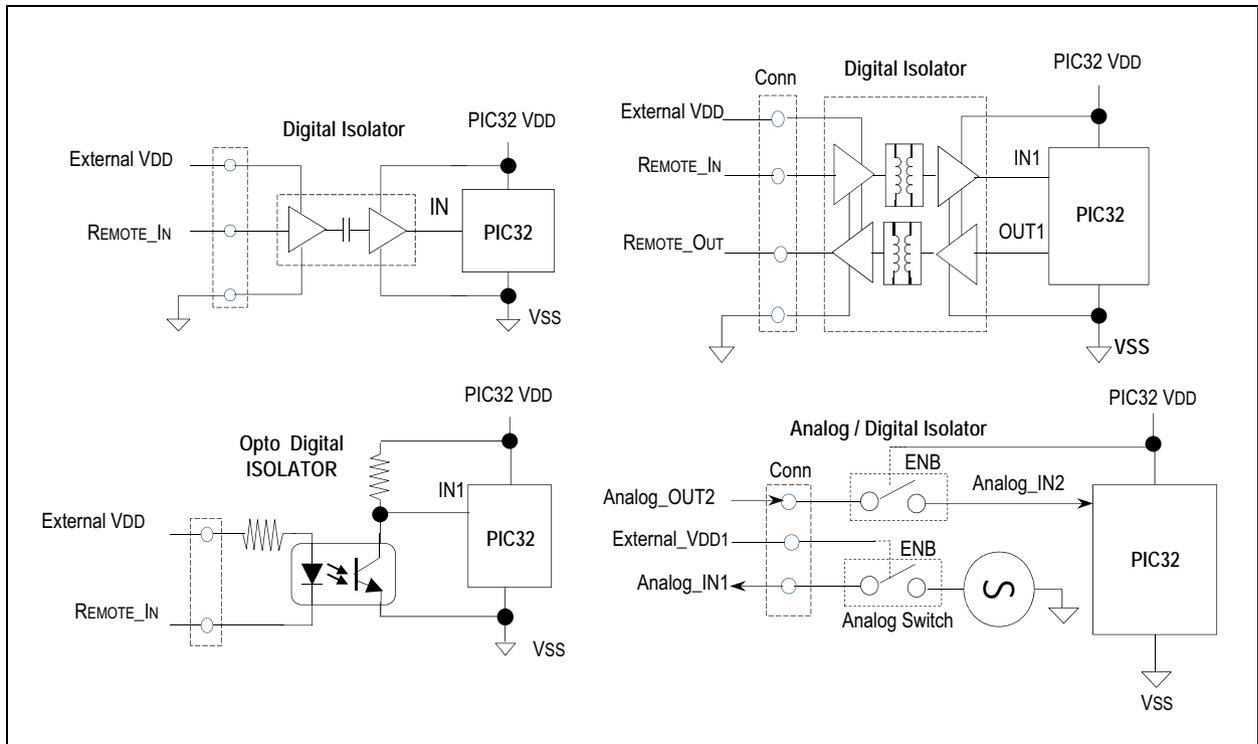 Digital Isolator
PIC32 VDD
External VDD
REMOTE_IN
IN
PIC32
VSS
Conn
Digital Isolator
PIC32 VDD
External VDD
REMOTE_IN
IN1
REMOTE_OUT
OUT1
PIC32
VSS
Opto Digital
ISOLATOR
PIC32 VDD
IN1
External VDD
PIC32
REMOTE_IN
VSS
PIC32 VDD
Analog / Digital Isolator
Conn
ENB
Analog_OUT2
Analog_IN2
External_VDD1
ENB
PIC32
Analog_IN1
Analog Switch
VSS